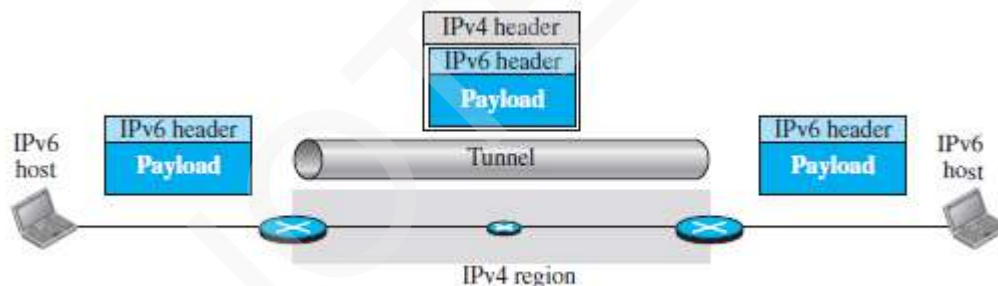 IPv4 header
IPv6 header
Payload
IPv6 header
Payload
IPv6 header
Payload
IPv6
host
Tunnel
IPv6
host
IPv4 region